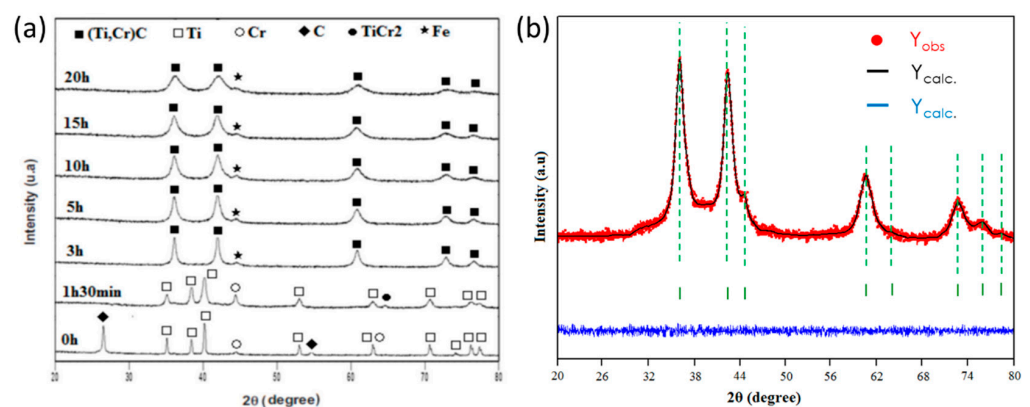 (a)
(Ti,Cr)C Ti Cr C TiCr2 Fe
20h
15h
10h
5h
3h
1h30min
0h
Intensity (u.a)
20 30 40 50 60 70 80
2θ (degree)
(b)
Yobs
Ycalc.
Ycalc.
Intensity (a.u)
20 26 32 38 44 50 56 62 68 74 80
2θ (degree)